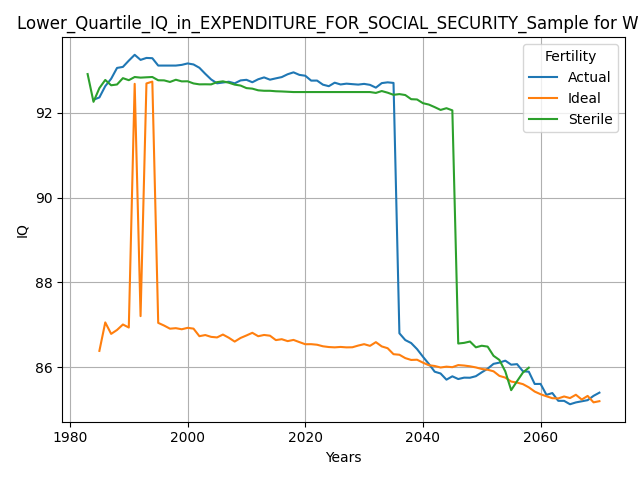 Lower_Quartile_IQ_in_EXPENDITURE_FOR_SOCIAL_SECURITY_Sample for W
Fertility
Actual
Ideal
Sterile
IQ
92
90
88
86
1980
2000
2020
2040
2060
Years